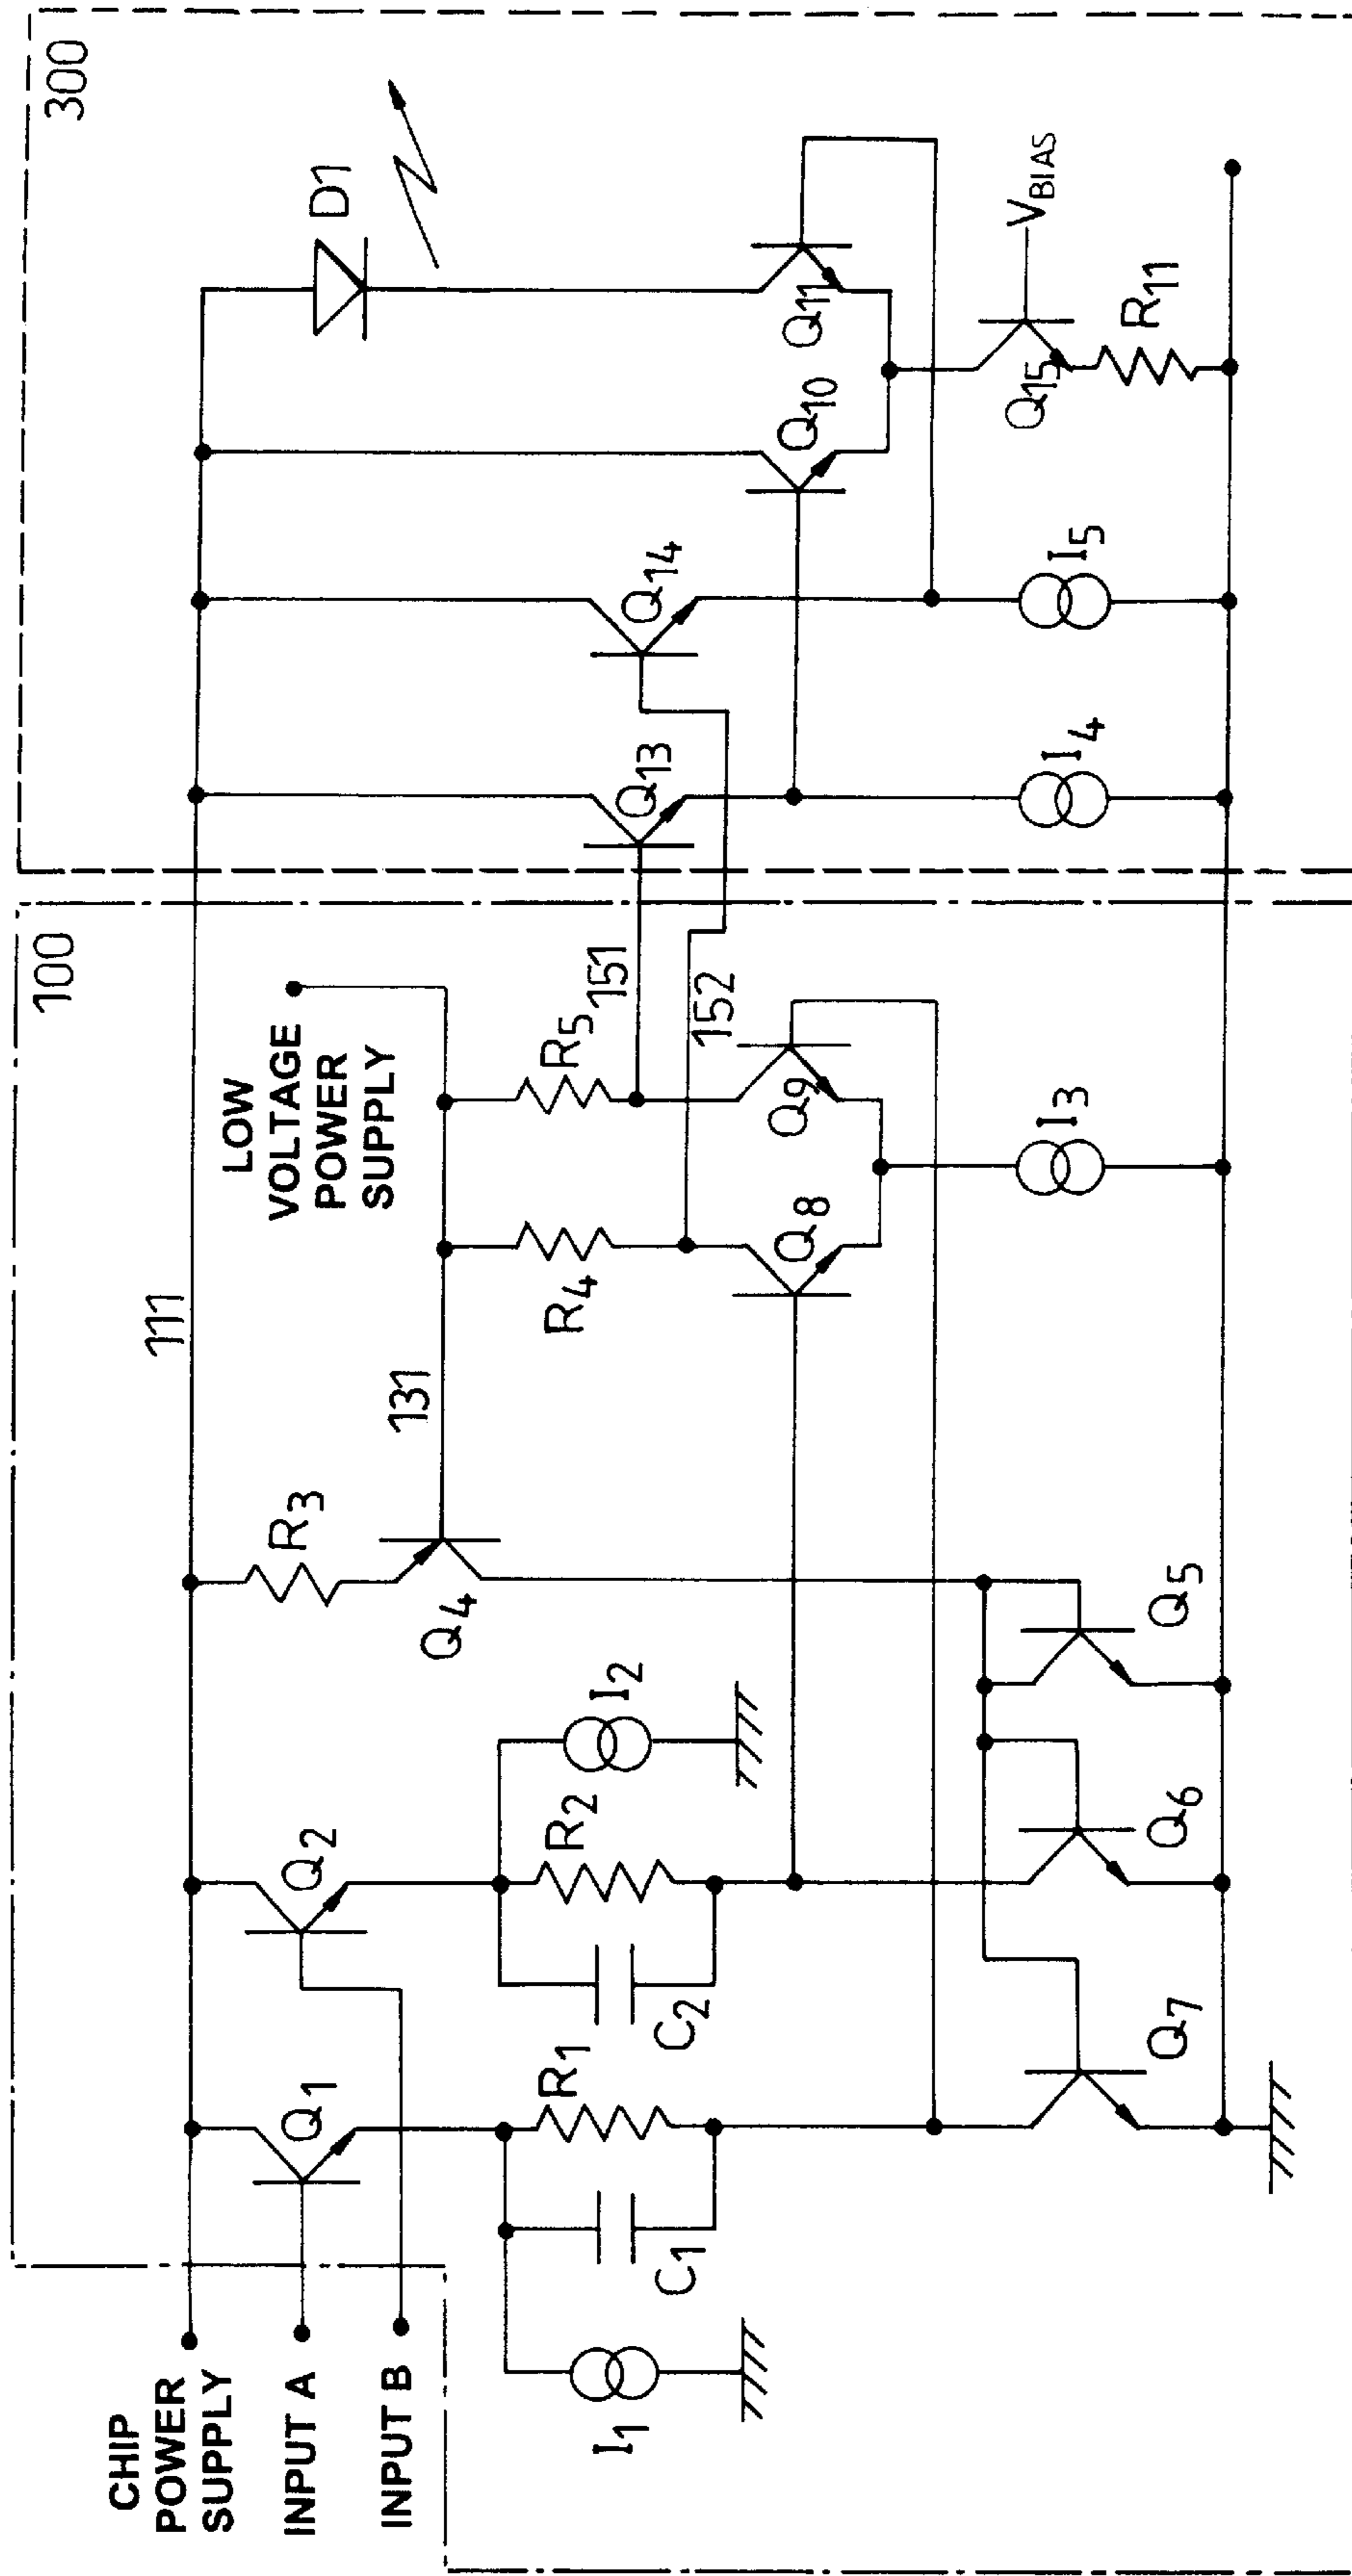 100
300
CHIP
POWER
SUPPLY
INPUT A
INPUT B
111
LOW
VOLTAGE
POWER
SUPPLY
131
151
152
Q1
Q2
R3
Q4
R4
R5
Q13
Q14
D1
C1
R1
C2
R2
I1
I2
Q8
Q9
Q10
Q11
Q7
Q6
Q5
I3
I4
I5
Q15
VBIAS
R11